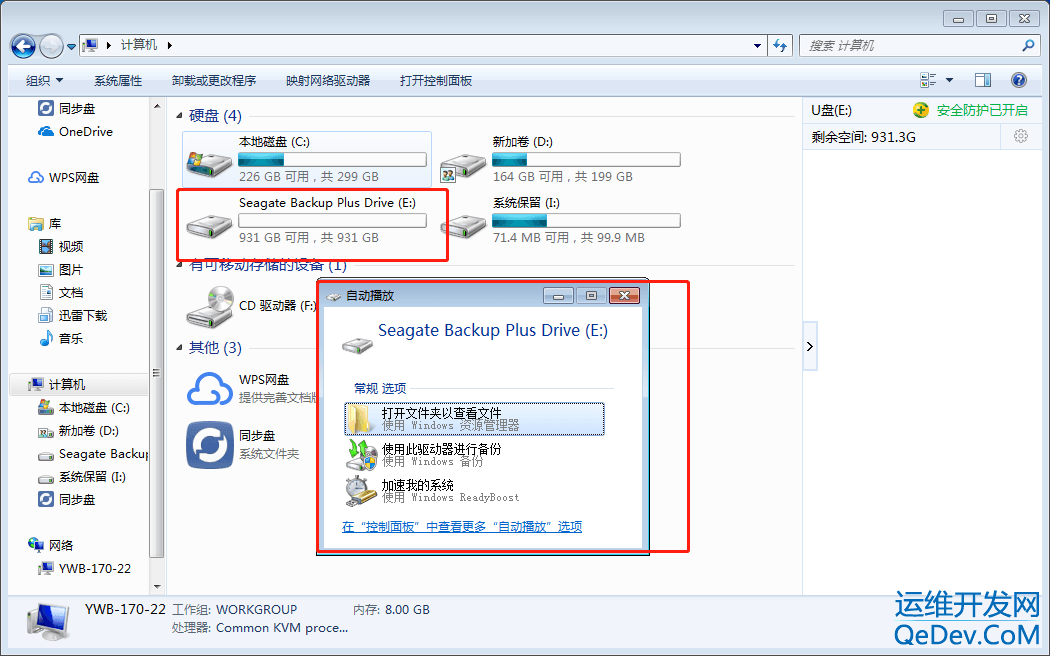 计算机
搜索 计算机
组织 系统属性 卸载或更改程序 映射网络驱动器 打开控制面板
同步盘
OneDrive
WPS网盘
库
视频
图片
文档
迅雷下载
音乐
计算机
本地磁盘 (C:)
新加卷 (D:)
Seagate Backup
系统保留 (I:)
同步盘
网络
YWB-170-22
硬盘 (4)
本地磁盘 (C:)
226 GB 可用，共 299 GB
新加卷 (D:)
164 GB 可用，共 199 GB
Seagate Backup Plus Drive (E:)
931 GB 可用，共 931 GB
系统保留 (I:)
71.4 MB 可用，共 99.9 MB
有可移动存储的设备 (1)
CD 驱动器 (F:)
其他 (3)
WPS网盘
提供完善文档
同步盘
系统文件夹
自动播放
Seagate Backup Plus Drive (E:)
常规 选项
打开文件夹以查看文件
使用 Windows 资源管理器
使用此驱动器进行备份
使用 Windows 备份
加速我的系统
使用 Windows ReadyBoost
在“控制面板”中查看更多“自动播放”选项
U盘(E:) 安全防护已开启
剩余空间: 931.3G
YWB-170-22 工作组: WORKGROUP 内存: 8.00 GB
处理器: Common KVM proce...
运维开发网
QeDev.CoM